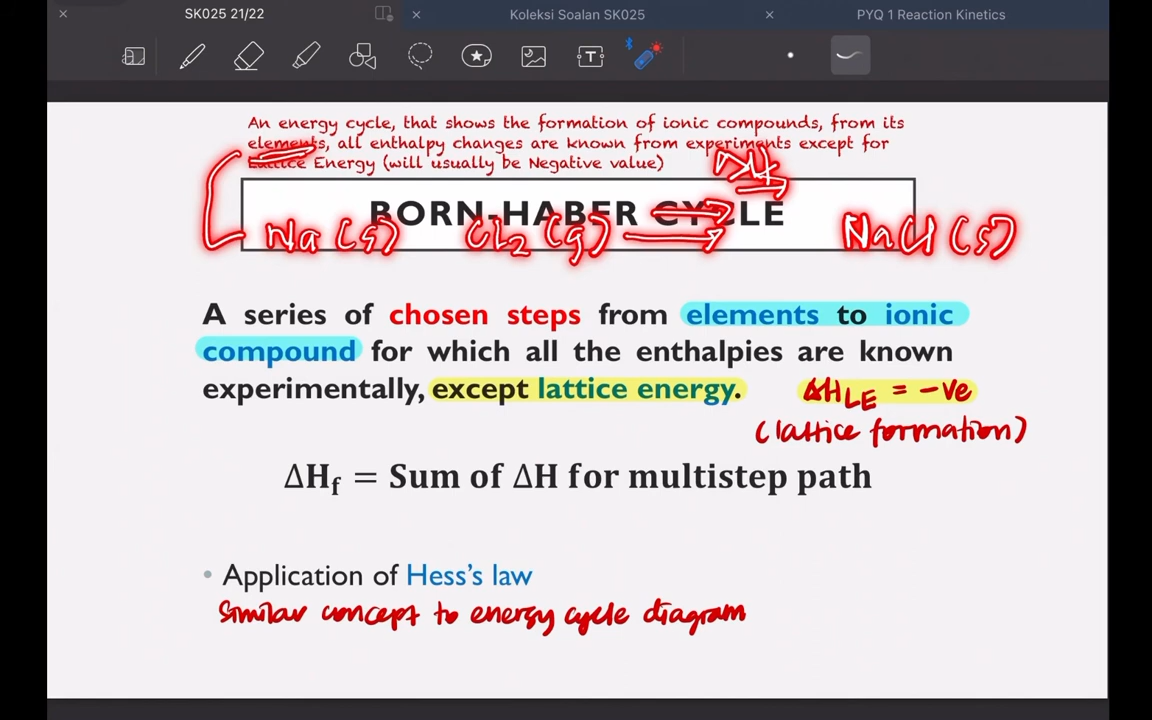 SK025 21/22
Koleksi Soalan SK025
PYQ 1 Reaction Kinetics
An energy cycle, that shows the formation of ionic compounds, from its
elements, all enthalpy changes are known from experiments except for
Lattice Energy (will usually be Negative value)
ΔHf
BORN-HABER CYCLE
Na (s) Cl2 (g) → NaCl (s)
A series of chosen steps from elements to ionic
compound for which all the enthalpies are known
experimentally, except lattice energy. ΔHLE = -ve
(lattice formation)
ΔHf = Sum of ΔH for multistep path
• Application of Hess's law
Similar concept to energy cycle diagram